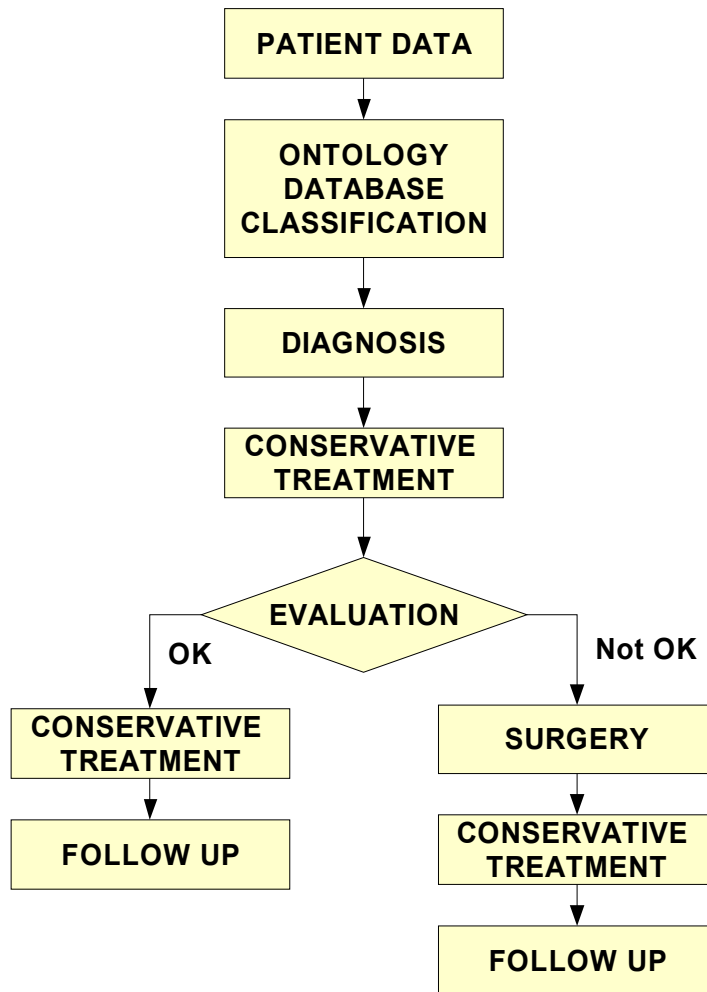 PATIENT DATA
ONTOLOGY
DATABASE
CLASSIFICATION
DIAGNOSIS
CONSERVATIVE
TREATMENT
EVALUATION
OK
Not OK
CONSERVATIVE
TREATMENT
FOLLOW UP
SURGERY
CONSERVATIVE
TREATMENT
FOLLOW UP